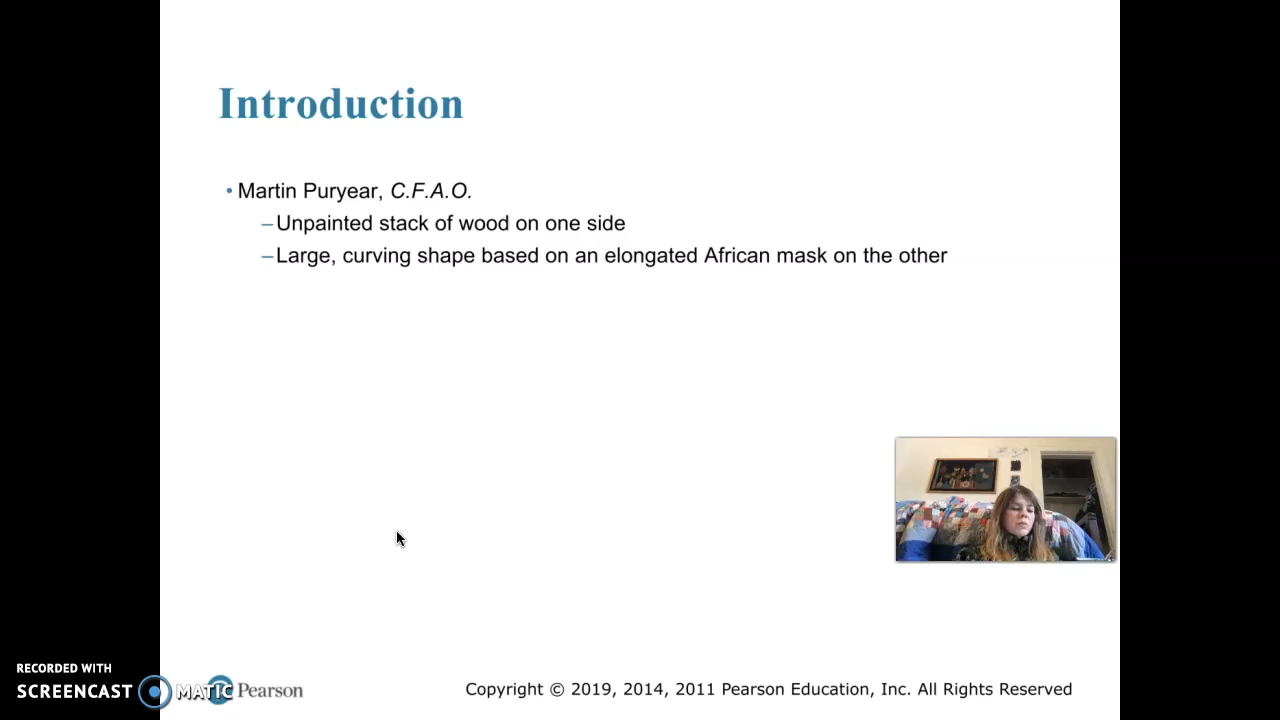 Introduction
• Martin Puryear, C.F.A.O.
–Unpainted stack of wood on one side
–Large, curving shape based on an elongated African mask on the other
RECORDED WITH
SCREENCAST MATIC
Pearson
Copyright © 2019, 2014, 2011 Pearson Education, Inc. All Rights Reserved